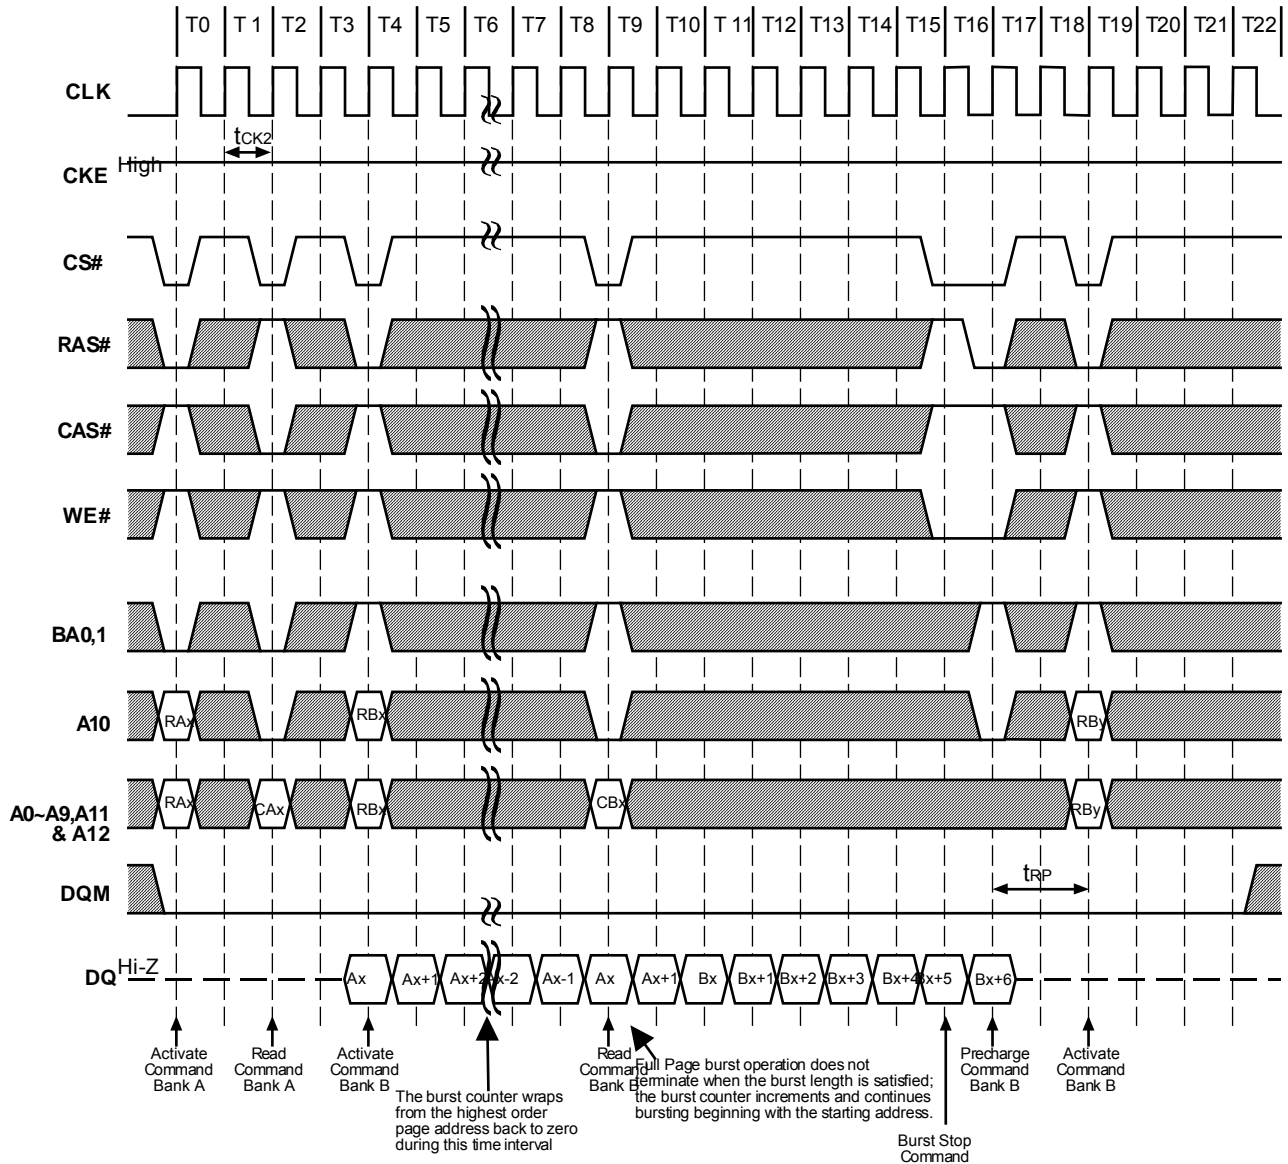 T0 T 1 T2 T3 T4 T5 T6 T7 T8 T9 T10 T 11 T12 T13 T14 T15 T16 T17 T18 T19 T20 T21 T22
CLK
tCK2
High
CKE
CS#
RAS#
CAS#
WE#
BA0,1
A10 RAx RBx RBy
A0~A9,A11
& A12
RAx CAx RBx CBx RBy
DQM
tRP
Hi-Z
DQ Ax Ax+1 Ax+2 Ax-2 Ax-1 Ax Ax+1 Bx Bx+1 Bx+2 Bx+3 Bx+4 Bx+5 Bx+6
Activate
Command
Bank A
Read
Command
Bank A
Activate
Command
Bank B
The burst counter wraps
from the highest order
page address back to zero
during this time interval
Read
Command
Bank B
Full Page burst operation does not
terminate when the burst length is satisfied;
the burst counter increments and continues
bursting beginning with the starting address.
Burst Stop
Command
Precharge
Command
Bank B
Activate
Command
Bank B